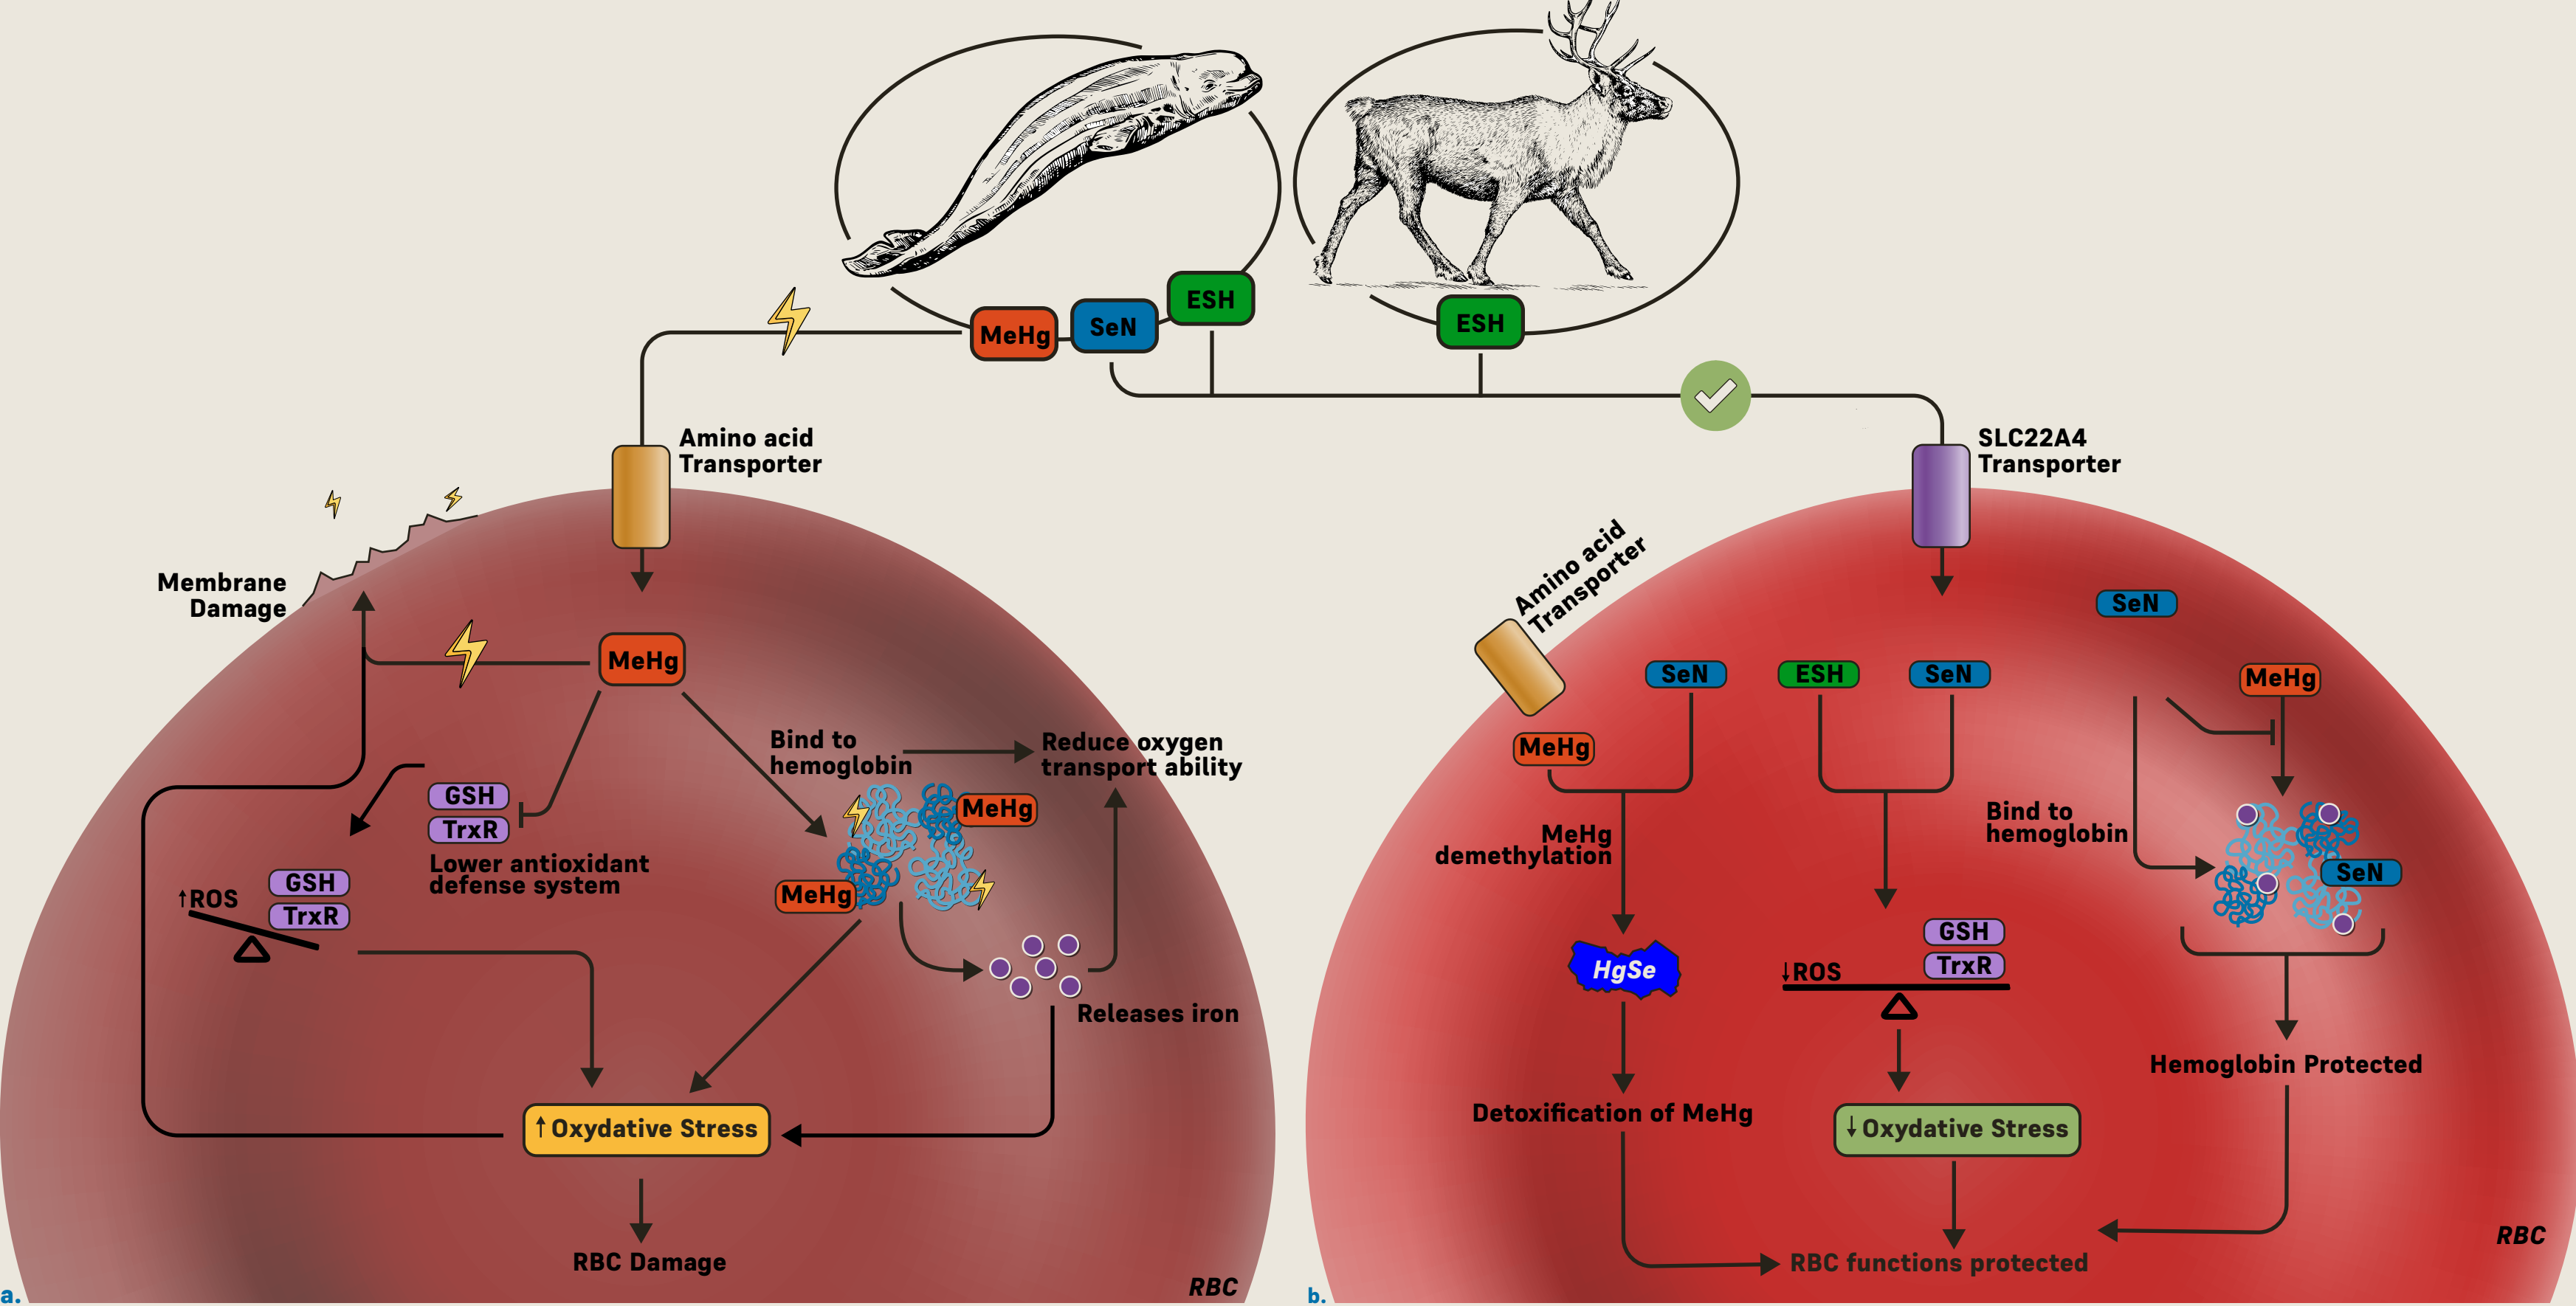 MeHg
SeN
ESH
ESH
Amino acid
Transporter
SLC22A4
Transporter
Membrane
Damage
MeHg
Bind to
hemoglobin
Reduce oxygen
transport ability
GSH
TrxR
Lower antioxidant
defense system
MeHg
MeHg
↑ROS
GSH
TrxR
Releases iron
↑Oxydative Stress
RBC Damage
RBC
a.
Amino acid
Transporter
SeN
ESH
SeN
SeN
MeHg
MeHg
MeHg
demethylation
Bind to
hemoglobin
SeN
HgSe
GSH
TrxR
↓ROS
Hemoglobin Protected
Detoxification of MeHg
↓Oxydative Stress
RBC functions protected
RBC
b.